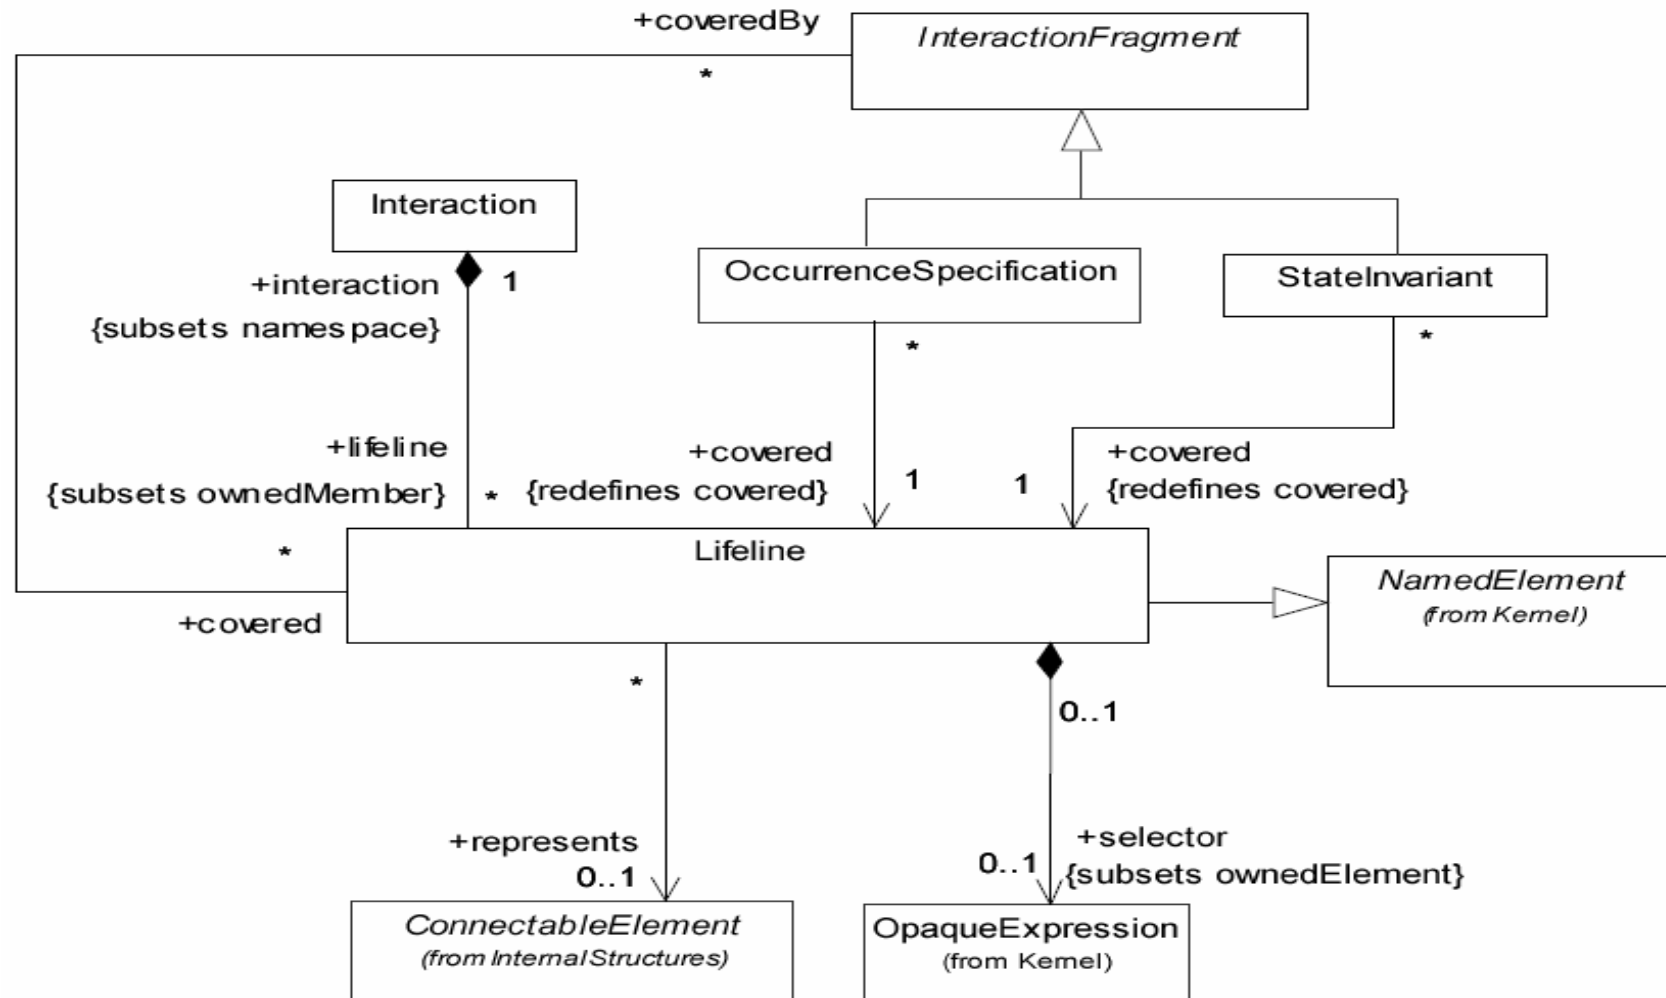 +coveredBy
*
InteractionFragment
Interaction
+interaction
1
{subsets namespace}
OccurrenceSpecification
StateInvariant
*
*
+lifeline
{subsets ownedMember}
*
+covered
{redefines covered}
1
1
+covered
{redefines covered}
Lifeline
*
+covered
NamedElement
(from Kernel)
*
0..1
+represents
0..1
+selector
0..1
{subsets ownedElement}
ConnectableElement
(from InternalStructures)
OpaqueExpression
(from Kernel)